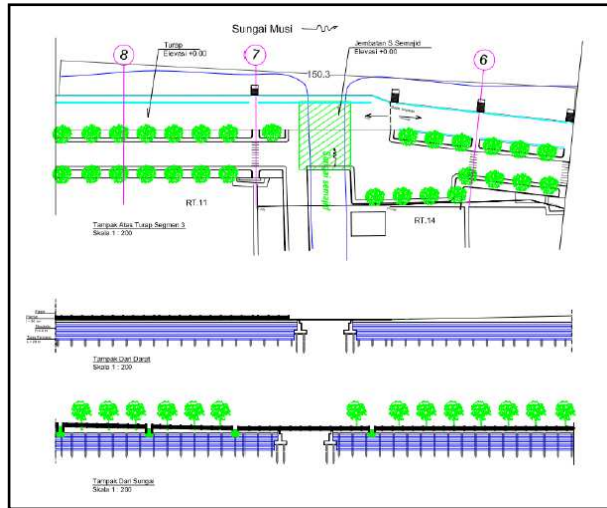 Sungai Musi
8
7
6
Turap
Elevasi +0.00
Jembatan S Semajid
Elevasi +0.00
150.3
RT.11
RT.14
Tampak Atas Turap Segmen 3
Skala 1 : 200
Tampak Dari Darat
Skala 1 : 200
Tampak Dari Sungai
Skala 1 : 200